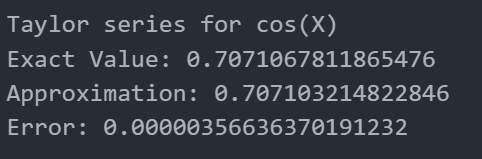 Taylor series for cos(X)
Exact Value: 0.7071067811865476
Approximation: 0.707103214822846
Error: 0.00000356636370191232